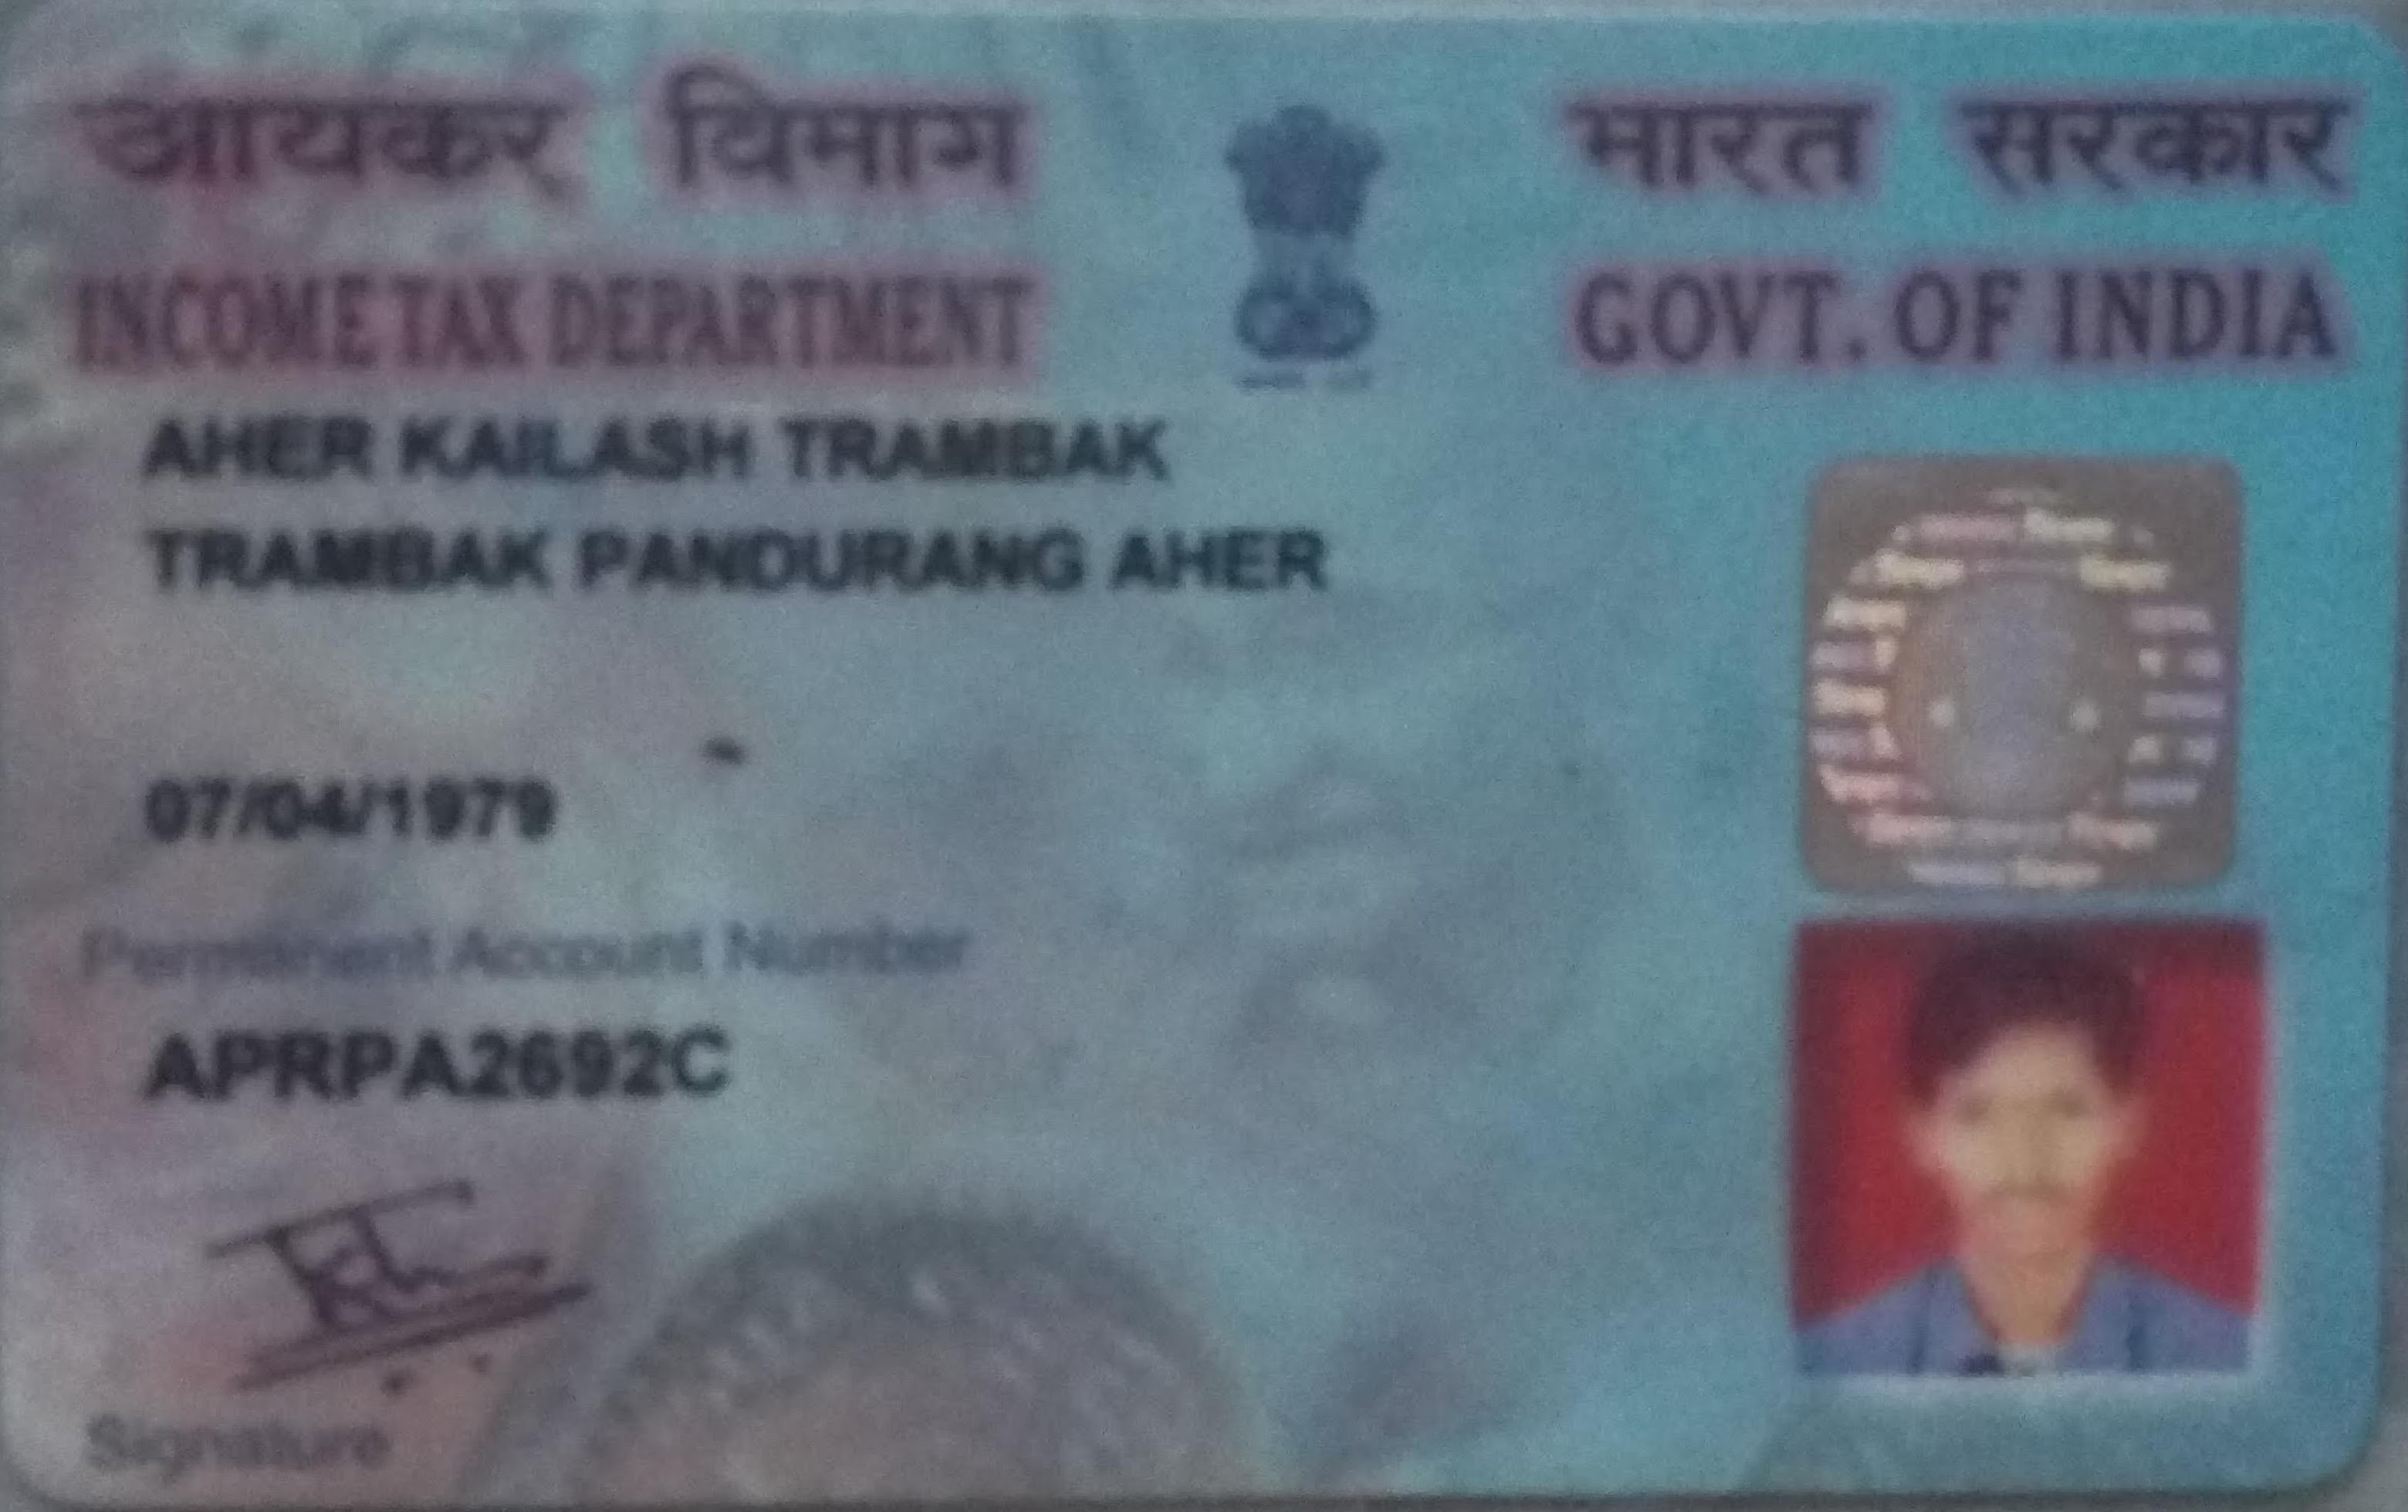 आयकर विभाग
भारत सरकार
INCOME TAX DEPARTMENT
GOVT. OF INDIA
AHER KAILASH TRAMBAK
TRAMBAK PANDURANG AHER
07/04/1979
Permanent Account Number
APRPA2692C
Signature